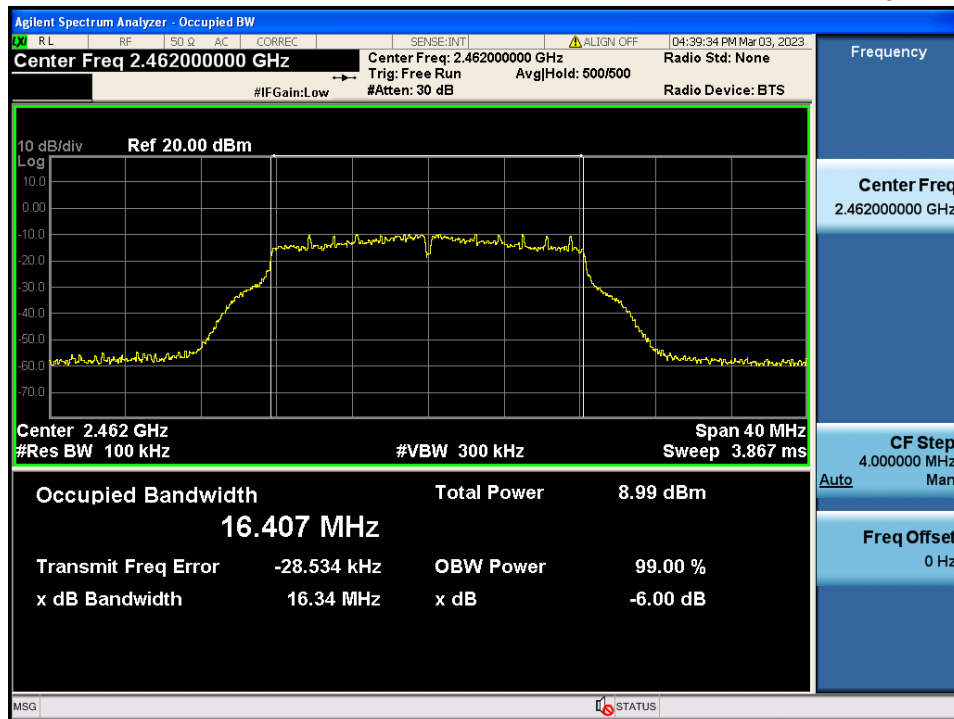 Agilent Spectrum Analyzer - Occupied BW
LXI RL RF 50 Ω AC CORREC SENSE:INT ALIGN OFF 04:39:34 PM Mar 03, 2023
Center Freq 2.462000000 GHz
Center Freq: 2.462000000 GHz
Radio Std: None
Trig: Free Run Avg|Hold: 500/500
#IFGain:Low
#Atten: 30 dB
Radio Device: BTS
10 dB/div Ref 20.00 dBm
Log
10.0
0.00
-10.0
-20.0
-30.0
-40.0
-50.0
-60.0
-70.0
Center 2.462 GHz Span 40 MHz
#Res BW 100 kHz #VBW 300 kHz Sweep 3.867 ms
Occupied Bandwidth Total Power 8.99 dBm
16.407 MHz
Transmit Freq Error -28.534 kHz OBW Power 99.00 %
x dB Bandwidth 16.34 MHz x dB -6.00 dB
Frequency
Center Freq
2.462000000 GHz
CF Step
4.000000 MHz
Auto Man
Freq Offset
0 Hz
MSG STATUS